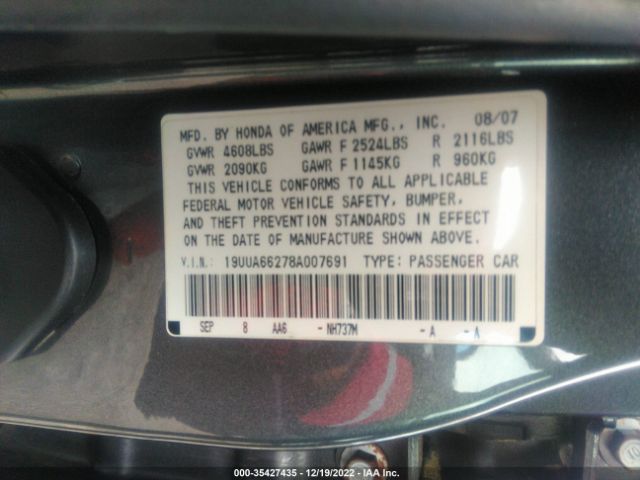 MFD. BY HONDA OF AMERICA MFG., INC. 08/07
GVWR 4608LBS GAWR F 2524LBS R 2116LBS
GVWR 2090KG GAWR F 1145KG R 960KG
THIS VEHICLE CONFORMS TO ALL APPLICABLE
FEDERAL MOTOR VEHICLE SAFETY, BUMPER,
AND THEFT PREVENTION STANDARDS IN EFFECT
ON THE DATE OF MANUFACTURE SHOWN ABOVE.
V.I.N.: 19UUA66278A007691 TYPE: PASSENGER CAR
SEP 8 AA6 - NH737M - A - A
000-35427435 - 12/19/2022 - IAA Inc.